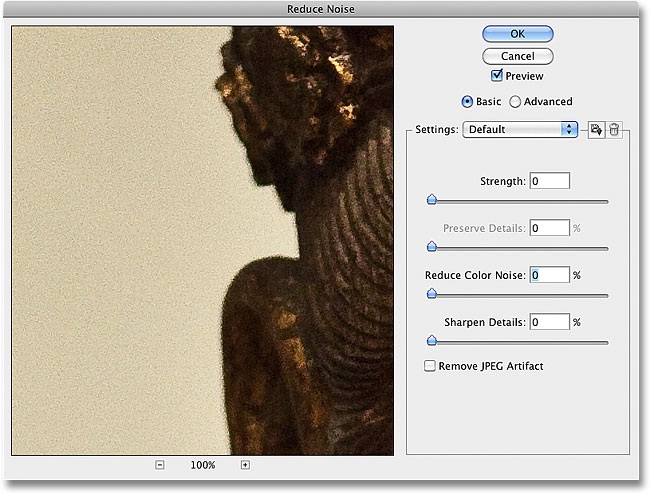 Reduce Noise
OK
Cancel
Preview
Basic Advanced
Settings: Default
Strength: 0
Preserve Details: 0 %
Reduce Color Noise: 0 %
Sharpen Details: 0 %
Remove JPEG Artifact
100%